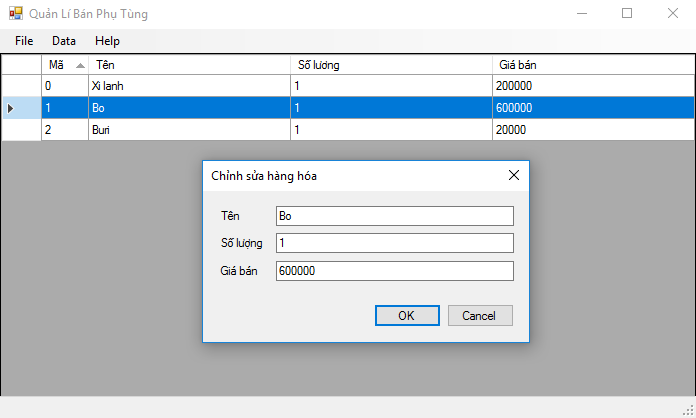 Quản Lí Bán Phụ Tùng
File Data Help
Mã Tên Số lương Giá bán
0 Xi lanh 1 200000
1 Bo 1 600000
2 Buri 1 20000
Chỉnh sửa hàng hóa
Tên Bo
Số lượng 1
Giá bán 600000
OK Cancel